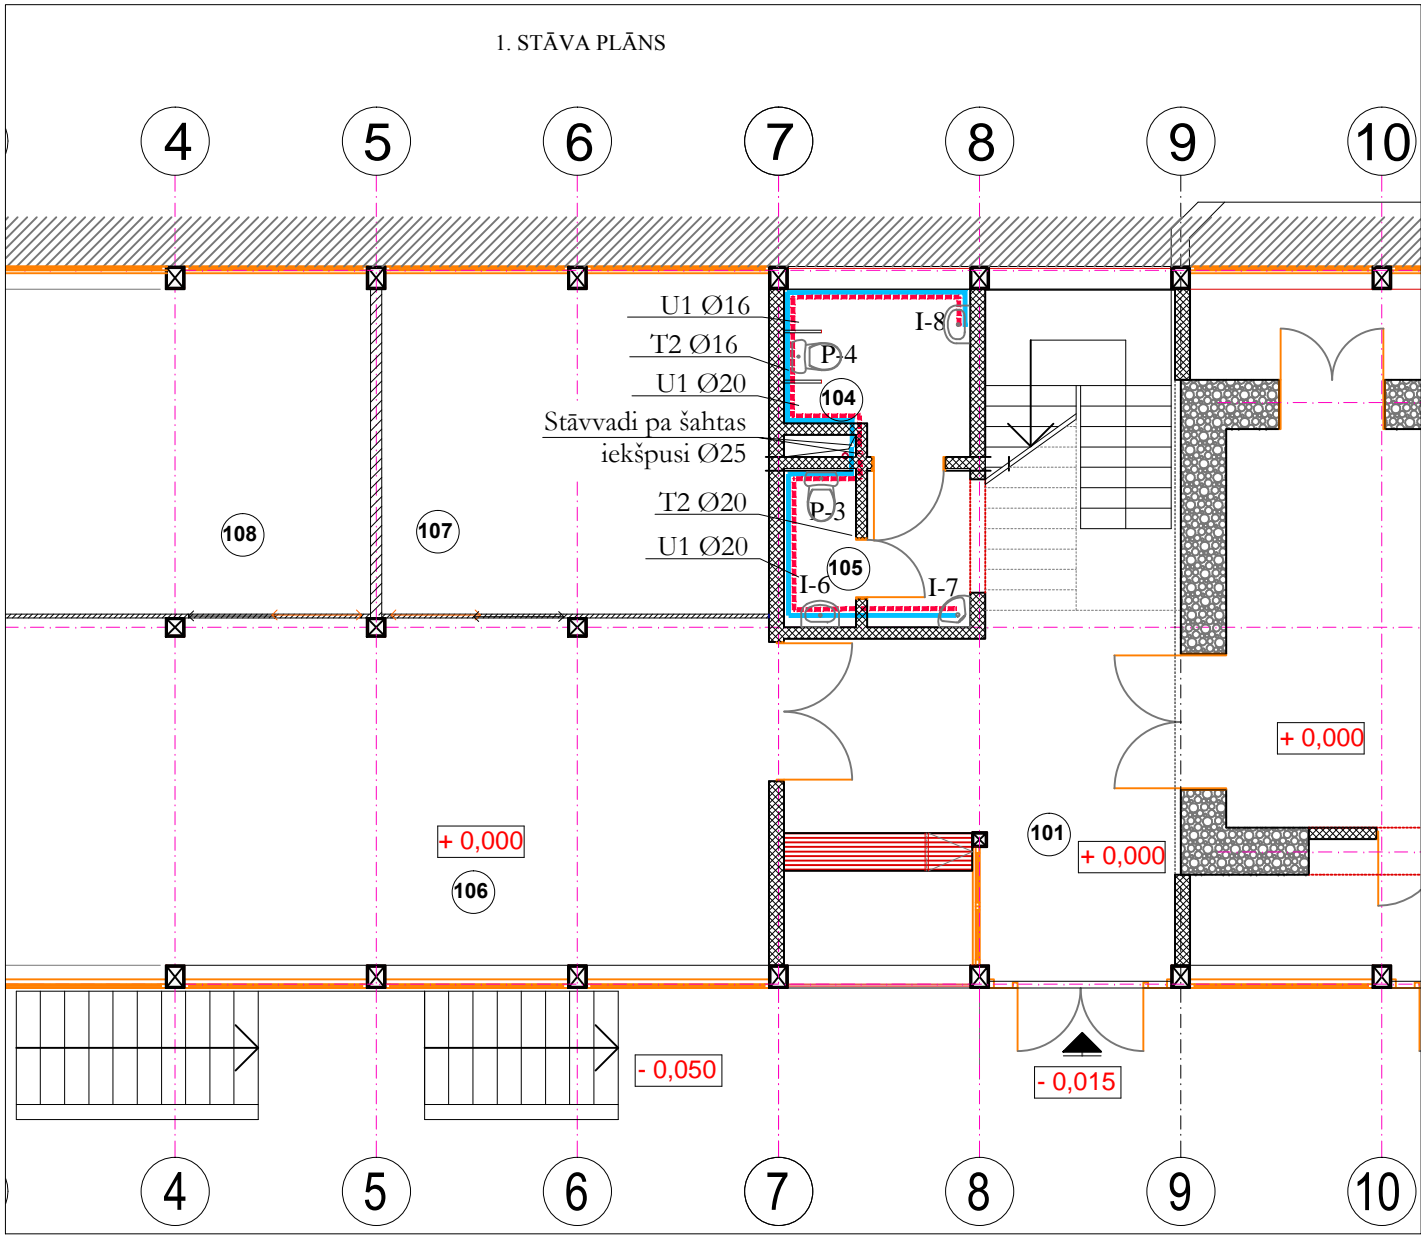 1. STĀVA PLĀNS
4 5 6 7 8 9 10
U1 Ø16
I-8
T2 Ø16
P-4
U1 Ø20
104
Stāvvadi pa šahtas
iekšpusi Ø25
T2 Ø20
P-3
108
107
U1 Ø20
105
I-6
I-7
+ 0,000
+ 0,000
101
+ 0,000
106
- 0,050
- 0,015
4 5 6 7 8 9 10